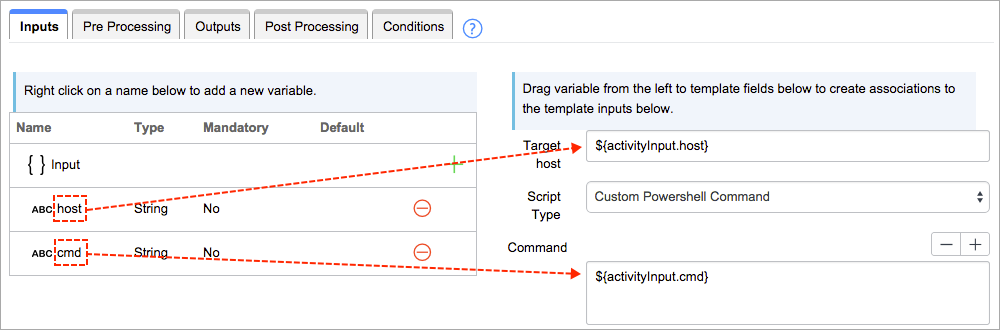 Inputs Pre Processing Outputs Post Processing Conditions ?
Right click on a name below to add a new variable.
Name Type Mandatory Default
{ } Input +
ABC host String No
ABC cmd String No
Drag variable from the left to template fields below to create associations to
the template inputs below.
Target
host
${activityInput.host}
Script
Type
Custom Powershell Command
Command
${activityInput.cmd}